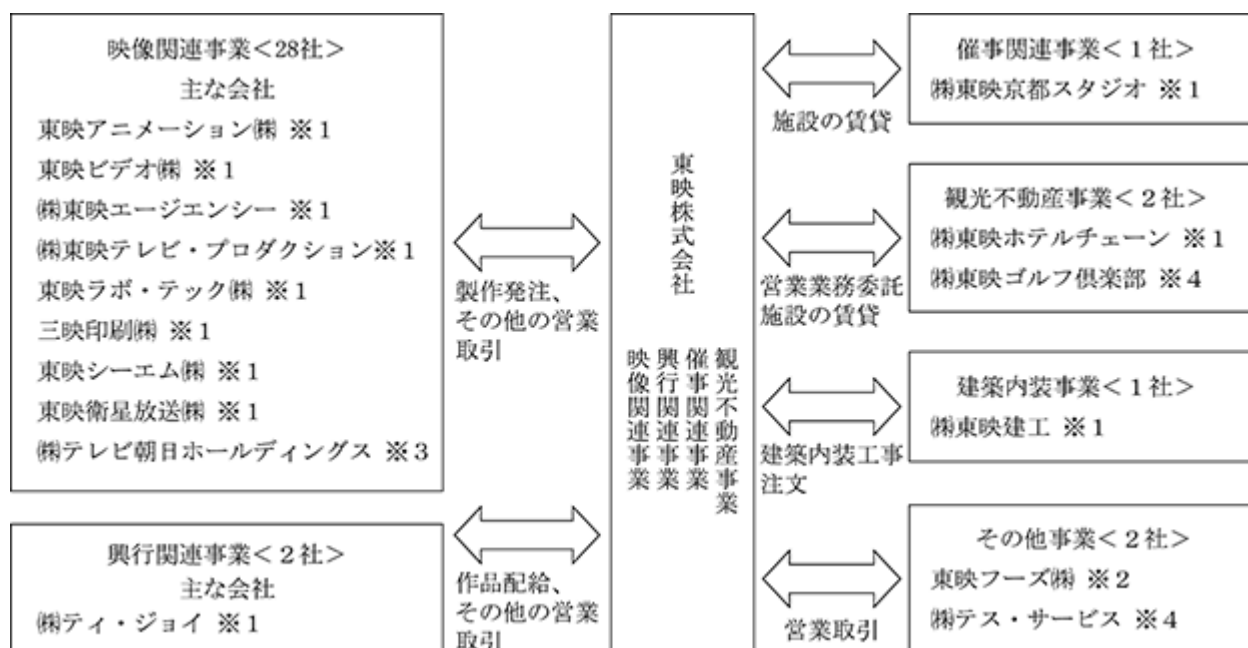 映像関連事業＜28社＞
主な会社
東映アニメーション㈱ ※１
東映ビデオ㈱ ※１
㈱東映エージエンシー ※１
㈱東映テレビ・プロダクション※１
東映ラボ・テック㈱ ※１
三映印刷㈱ ※１
東映シーエム㈱ ※１
東映衛星放送㈱ ※１
㈱テレビ朝日ホールディングス ※３
興行関連事業＜２社＞
主な会社
㈱ティ・ジョイ ※１
製作発注、
その他の営業
取引
作品配給、
その他の営業
取引
東映株式会社
観光不動産事業
催事関連事業
興行関連事業
映像関連事業
施設の賃貸
営業業務委託
施設の賃貸
建築内装工事
注文
営業取引
催事関連事業＜１社＞
㈱東映京都スタジオ ※１
観光不動産事業＜２社＞
㈱東映ホテルチェーン ※１
㈱東映ゴルフ倶楽部 ※４
建築内装事業＜１社＞
㈱東映建工 ※１
その他事業＜２社＞
東映フーズ㈱ ※２
㈱テス・サービス ※４